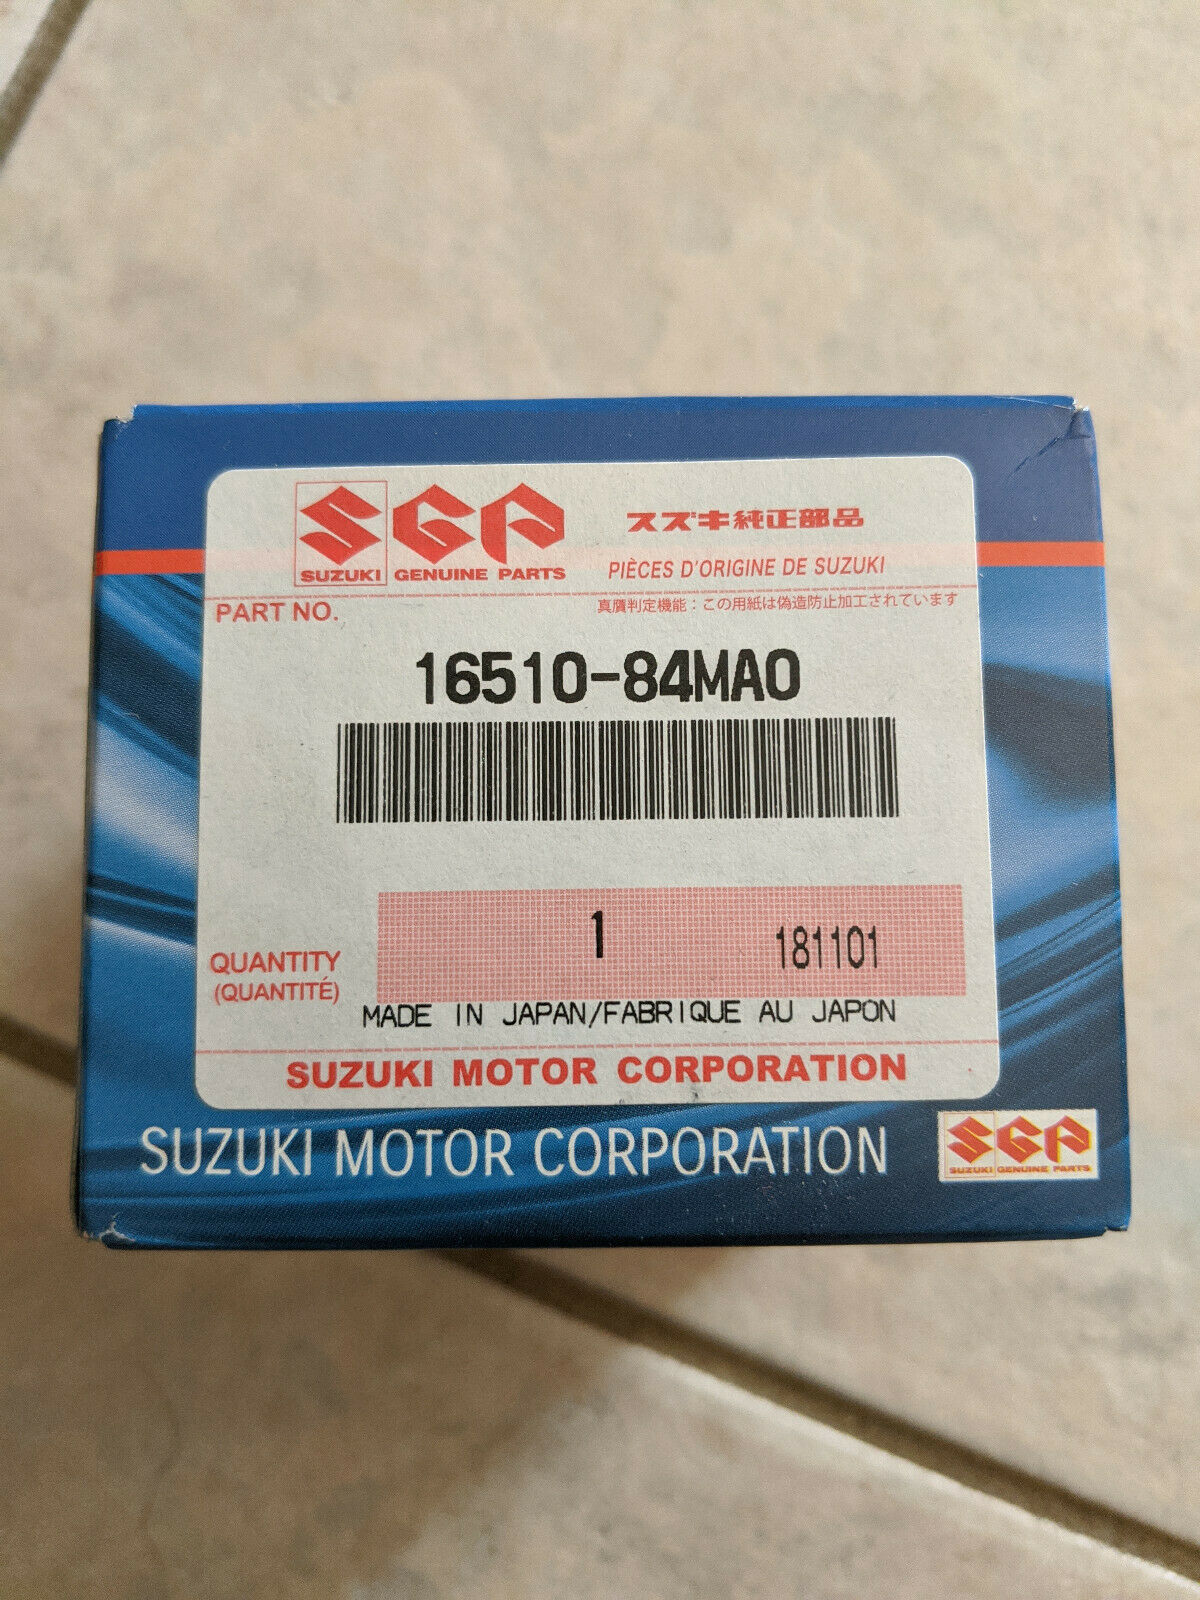 SGP
スズキ純正部品
SUZUKI GENUINE PARTS
PIÈCES D'ORIGINE DE SUZUKI
PART NO.
真贋判定機能：この用紙は偽造防止加工されています
16510-84MA0
1 181101
QUANTITY
(QUANTITÉ)
MADE IN JAPAN/FABRIQUE AU JAPON
SUZUKI MOTOR CORPORATION
SUZUKI MOTOR CORPORATION
SGP
SUZUKI GENUINE PARTS